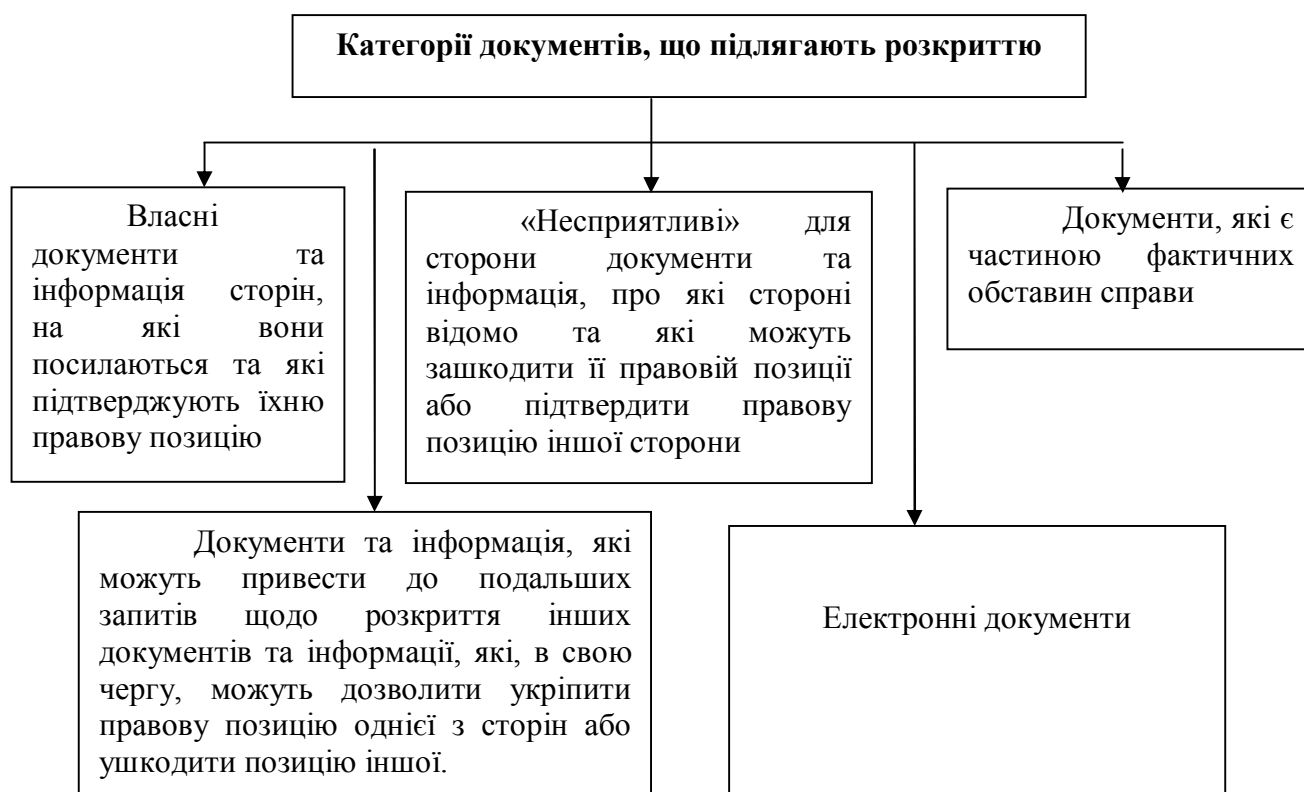 Категорії документів, що підлягають розкриттю
Власні
документи та
інформація сторін,
на які вони
посилаються та які
підтверджують їхню
правову позицію
«Несприятливі» для
сторони документи та
інформація, про які стороні
відомо та які можуть
зашкодити її правовій позиції
або підтвердити правову
позицію іншої сторони
Документи, які є
частиною фактичних
обставин справи
Документи та інформація, які
можуть привести до подальших
запитів щодо розкриття інших
документів та інформації, які, в свою
чергу, можуть дозволити укріпити
правову позицію однієї з сторін або
ушкодити позицію іншої.
Електронні документи